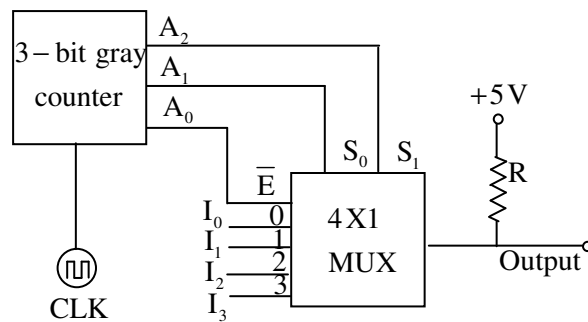 3-bit gray
counter
A₂
A₁
A₀
+5V
R
S₀ S₁
E̅
I₀ 0
I₁ 1
I₂ 2
I₃ 3
4X1
MUX
Output
CLK